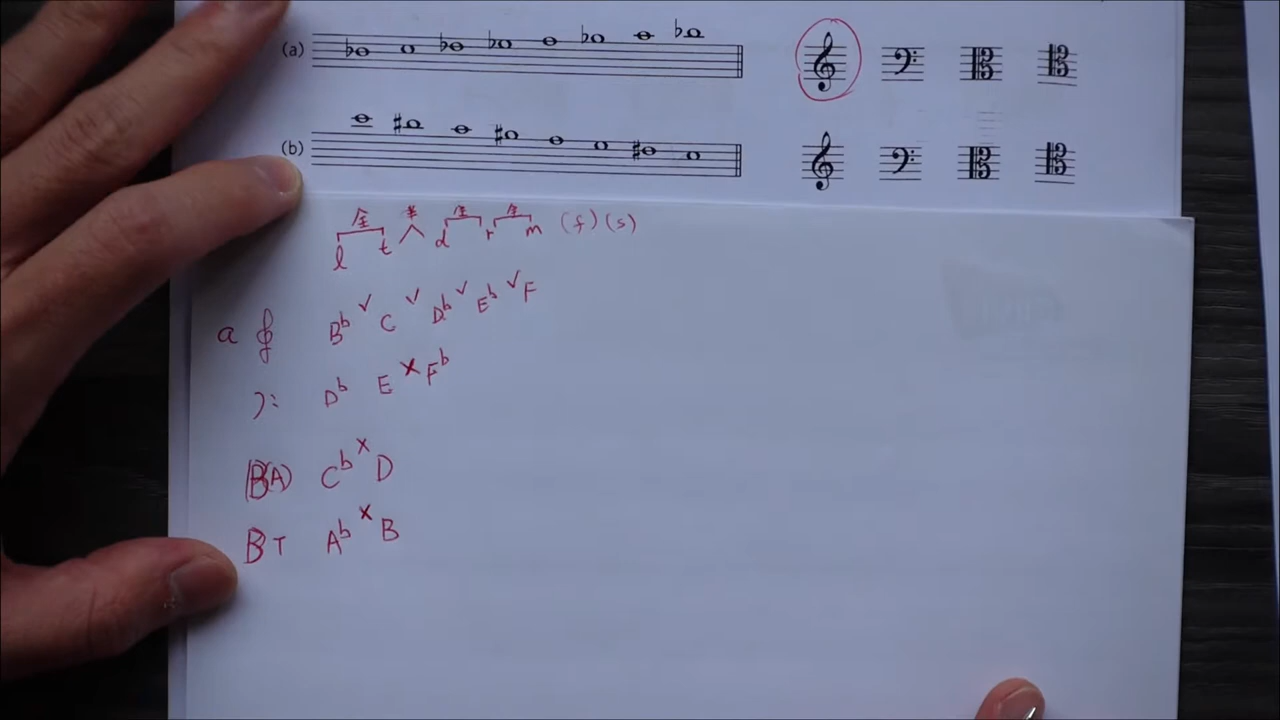 (a)
(b)
全 半 全 全
l t d r m (f) (s)
a B♭ ✓ C ✓ D♭ ✓ E♭ ✓ F
D♭ E × F♭
(A) C♭ × D
T A♭ × B